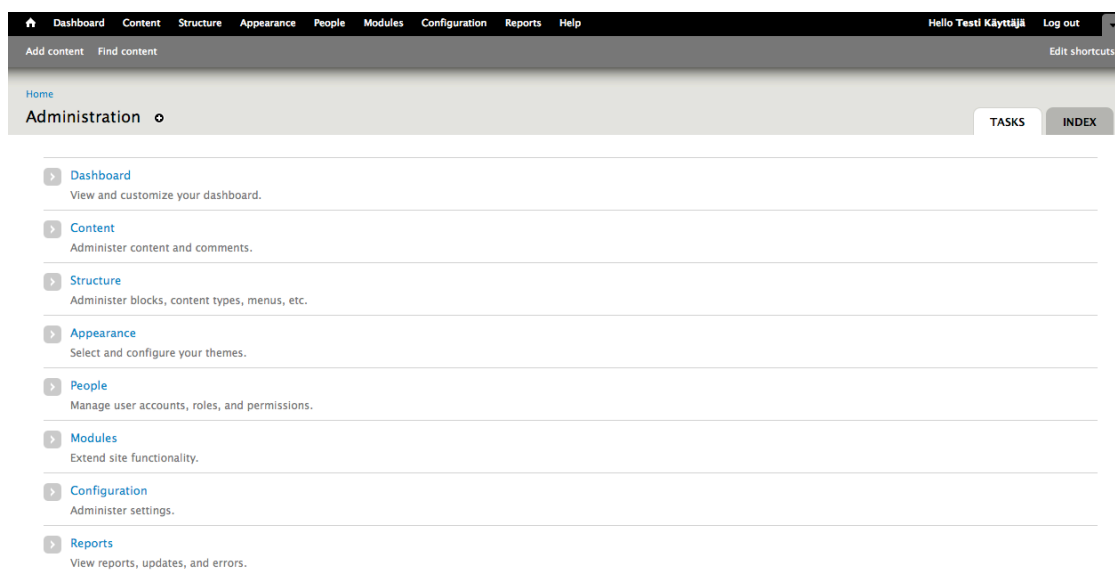 Dashboard Content Structure Appearance People Modules Configuration Reports Help Hello Testi Käyttäjä Log out
Add content Find content Edit shortcuts
Home
Administration
TASKS INDEX
Dashboard
View and customize your dashboard.
Content
Administer content and comments.
Structure
Administer blocks, content types, menus, etc.
Appearance
Select and configure your themes.
People
Manage user accounts, roles, and permissions.
Modules
Extend site functionality.
Configuration
Administer settings.
Reports
View reports, updates, and errors.